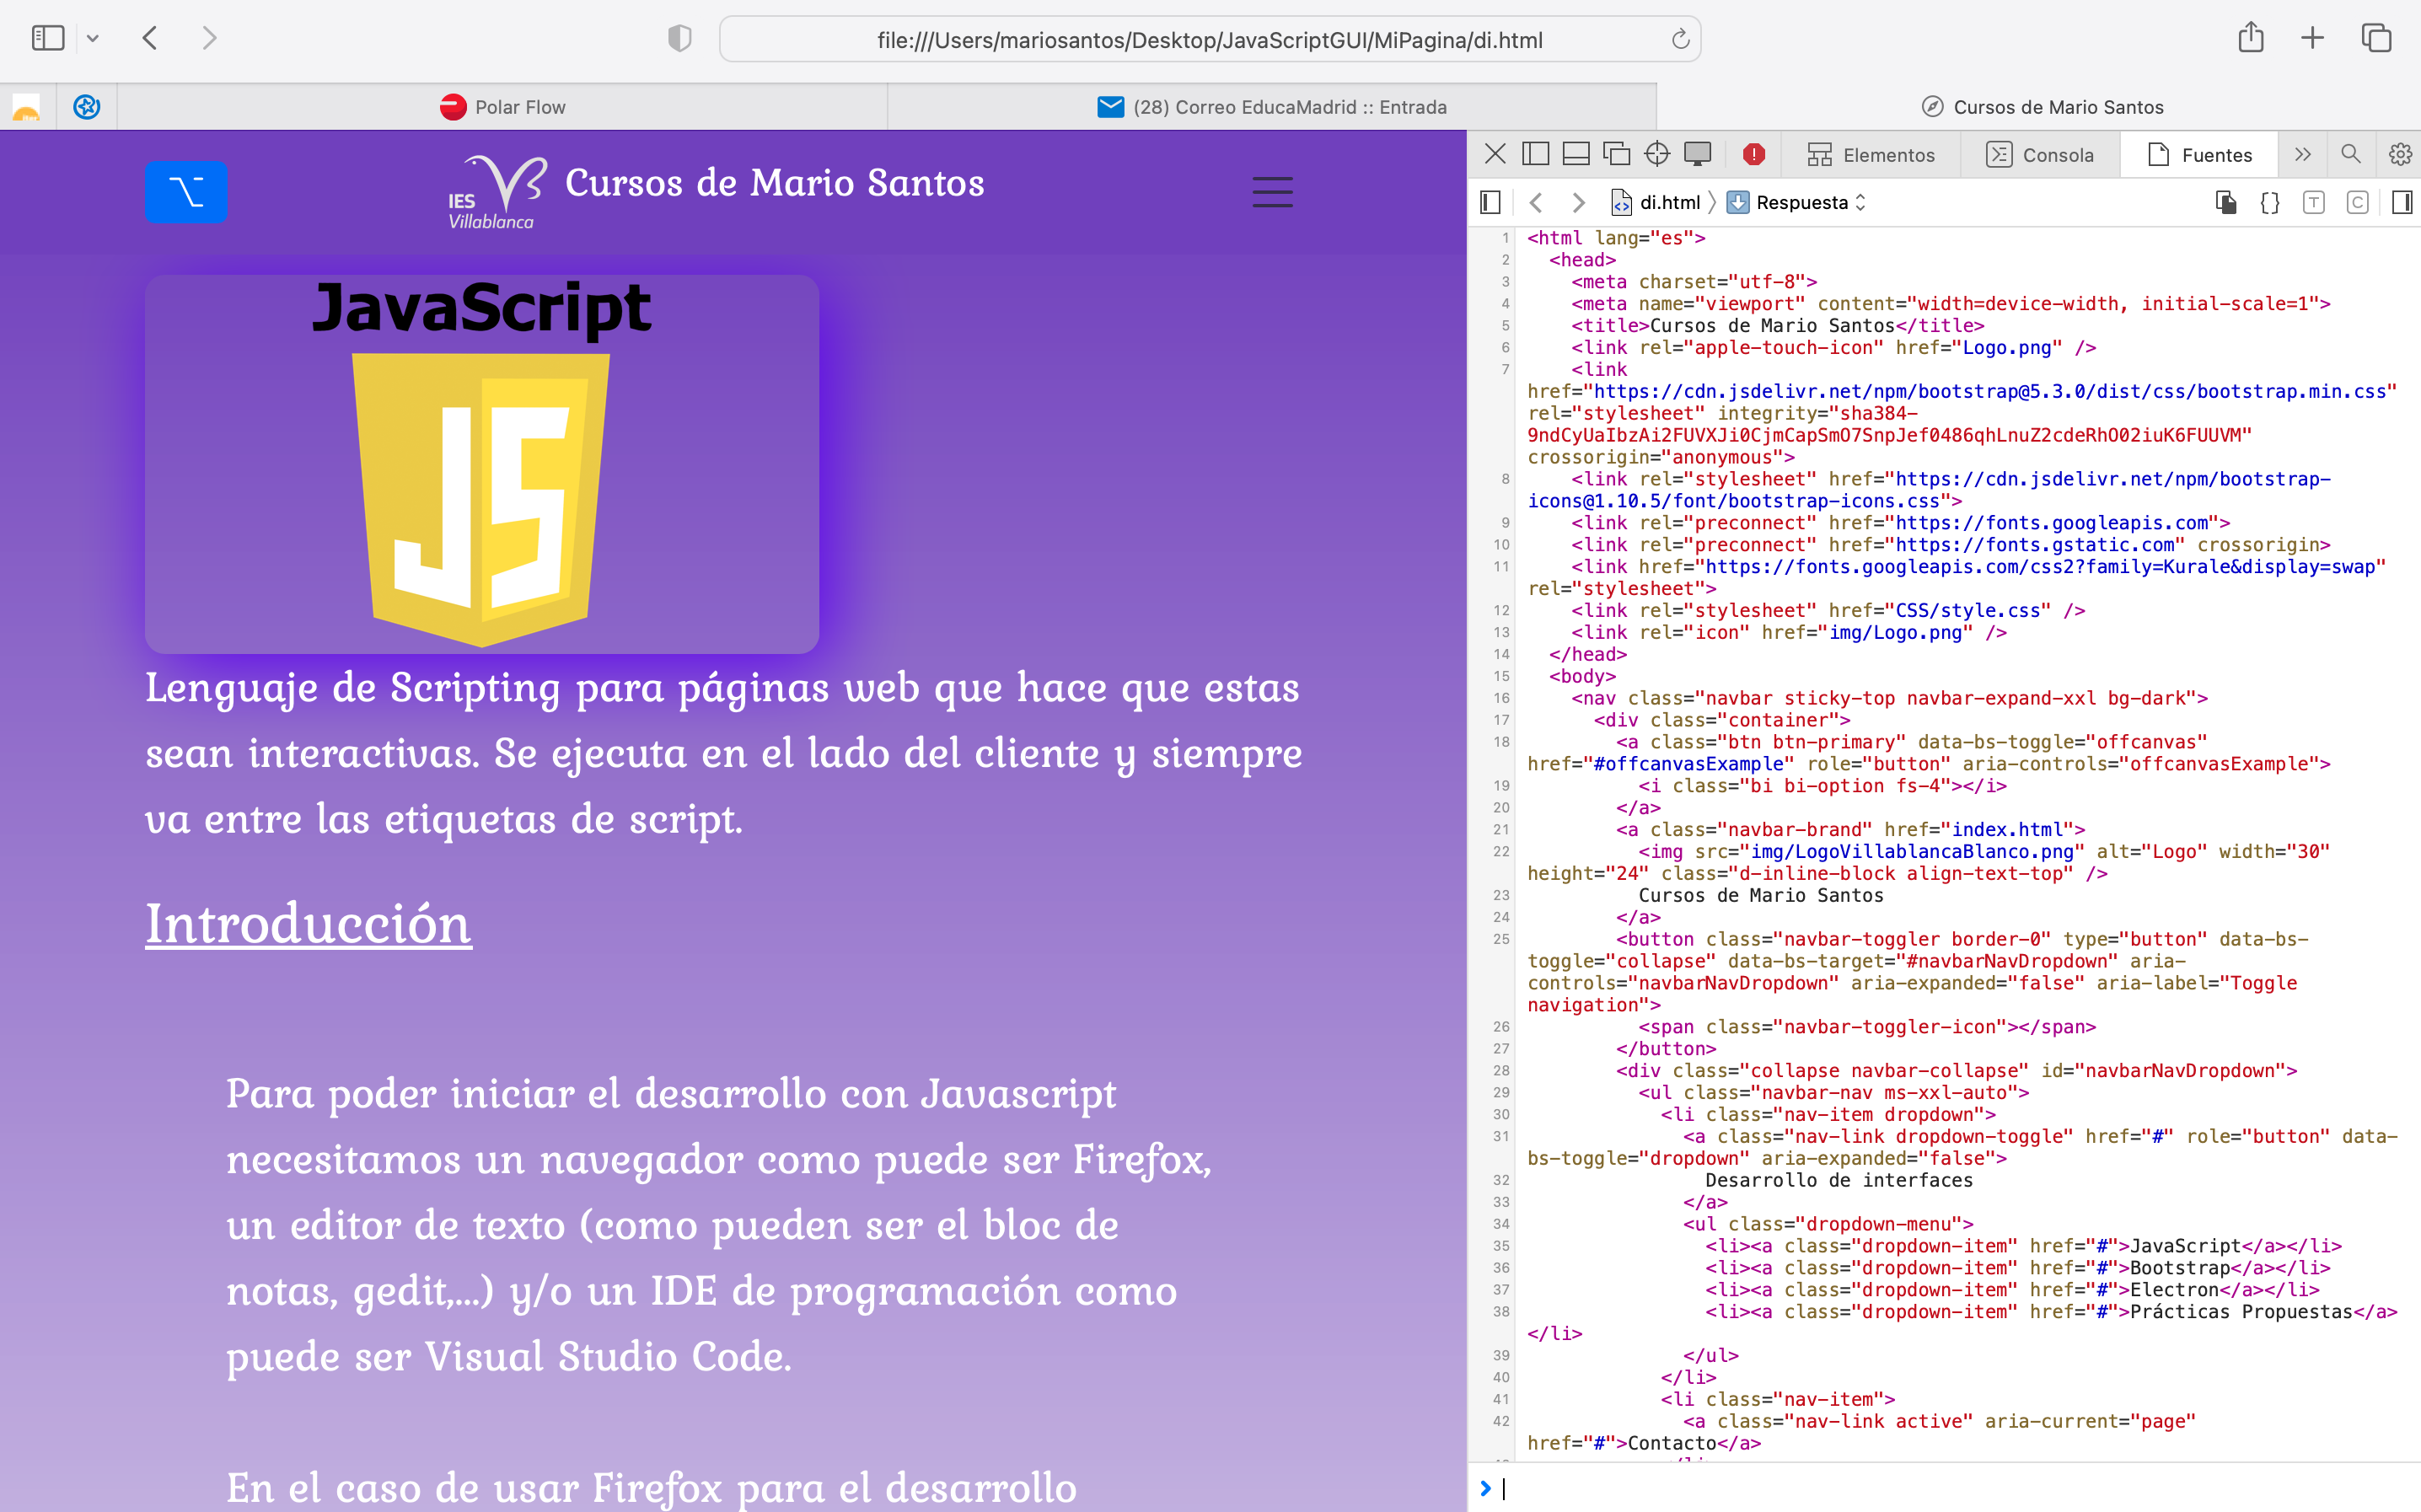 file:///Users/mariosantos/Desktop/JavaScriptGUI/MiPagina/di.html
Polar Flow
(28) Correo EducaMadrid :: Entrada
Cursos de Mario Santos
IES
Villablanca
Cursos de Mario Santos
JavaScript
JS
Lenguaje de Scripting para páginas web que hace que estas
sean interactivas. Se ejecuta en el lado del cliente y siempre
va entre las etiquetas de script.
Introducción
Para poder iniciar el desarrollo con Javascript
necesitamos un navegador como puede ser Firefox,
un editor de texto (como pueden ser el bloc de
notas, gedit,...) y/o un IDE de programación como
puede ser Visual Studio Code.
En el caso de usar Firefox para el desarrollo
Elementos
Consola
Fuentes
di.html
Respuesta
{}
T
C
1 <html lang="es">
2 <head>
3 <meta charset="utf-8">
4 <meta name="viewport" content="width=device-width, initial-scale=1">
5 <title>Cursos de Mario Santos</title>
6 <link rel="apple-touch-icon" href="Logo.png" />
7 <link
href="https://cdn.jsdelivr.net/npm/bootstrap@5.3.0/dist/css/bootstrap.min.css"
rel="stylesheet" integrity="sha384-
9ndCyUaIbzAi2FUVXJi0CjmCapSmO7SnpJef0486qhLnuZ2cdeRhO02iuK6FUUVM"
crossorigin="anonymous">
8 <link rel="stylesheet" href="https://cdn.jsdelivr.net/npm/bootstrap-
icons@1.10.5/font/bootstrap-icons.css">
9 <link rel="preconnect" href="https://fonts.googleapis.com">
10 <link rel="preconnect" href="https://fonts.gstatic.com" crossorigin>
11 <link href="https://fonts.googleapis.com/css2?family=Kurale&display=swap"
rel="stylesheet">
12 <link rel="stylesheet" href="CSS/style.css" />
13 <link rel="icon" href="img/Logo.png" />
14 </head>
15 <body>
16 <nav class="navbar sticky-top navbar-expand-xxl bg-dark">
17 <div class="container">
18 <a class="btn btn-primary" data-bs-toggle="offcanvas"
href="#offcanvasExample" role="button" aria-controls="offcanvasExample">
19 <i class="bi bi-option fs-4"></i>
20 </a>
21 <a class="navbar-brand" href="index.html">
22 <img src="img/LogoVillablancaBlanco.png" alt="Logo" width="30"
height="24" class="d-inline-block align-text-top" />
23 Cursos de Mario Santos
24 </a>
25 <button class="navbar-toggler border-0" type="button" data-bs-
toggle="collapse" data-bs-target="#navbarNavDropdown" aria-
controls="navbarNavDropdown" aria-expanded="false" aria-label="Toggle
navigation">
26 <span class="navbar-toggler-icon"></span>
27 </button>
28 <div class="collapse navbar-collapse" id="navbarNavDropdown">
29 <ul class="navbar-nav ms-xxl-auto">
30 <li class="nav-item dropdown">
31 <a class="nav-link dropdown-toggle" href="#" role="button" data-
bs-toggle="dropdown" aria-expanded="false">
32 Desarrollo de interfaces
33 </a>
34 <ul class="dropdown-menu">
35 <li><a class="dropdown-item" href="#">JavaScript</a></li>
36 <li><a class="dropdown-item" href="#">Bootstrap</a></li>
37 <li><a class="dropdown-item" href="#">Electron</a></li>
38 <li><a class="dropdown-item" href="#">Prácticas Propuestas</a>
</li>
39 </ul>
40 </li>
41 <li class="nav-item">
42 <a class="nav-link active" aria-current="page"
href="#">Contacto</a>